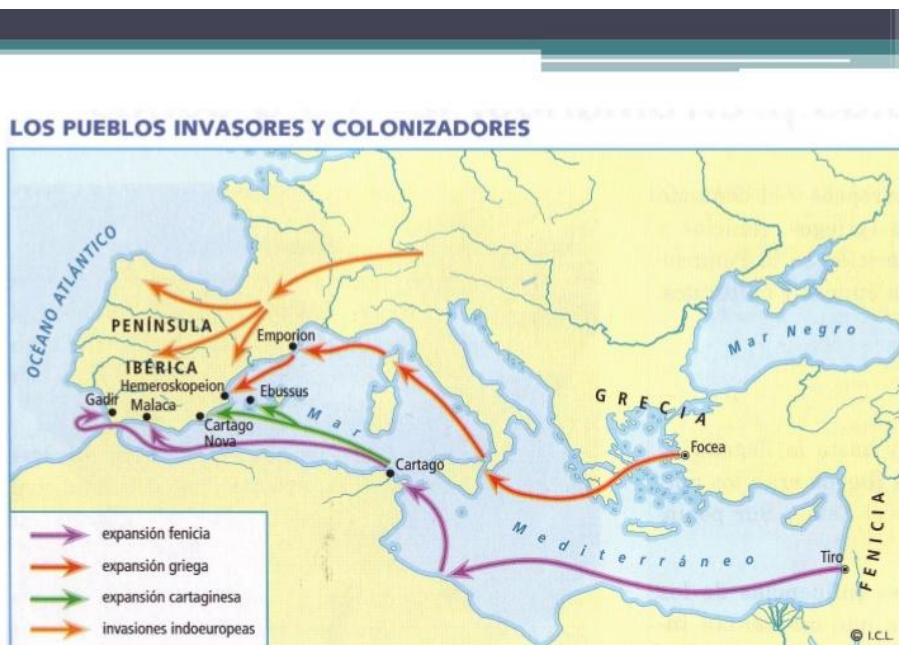 LOS PUEBLOS INVASORES Y COLONIZADORES
OCÉANO ATLÁNTICO
PENÍNSULA
IBÉRICA
Emporion
Hemeroskopeion
Ebussus
Gadir
Malaca
Cartago
Nova
Mar
Cartago
Mediterráneo
GRECIA
Focea
Mar Negro
Tiro
FENICIA
expansión fenicia
expansión griega
expansión cartaginesa
invasiones indoeuropeas
© I.C.L.